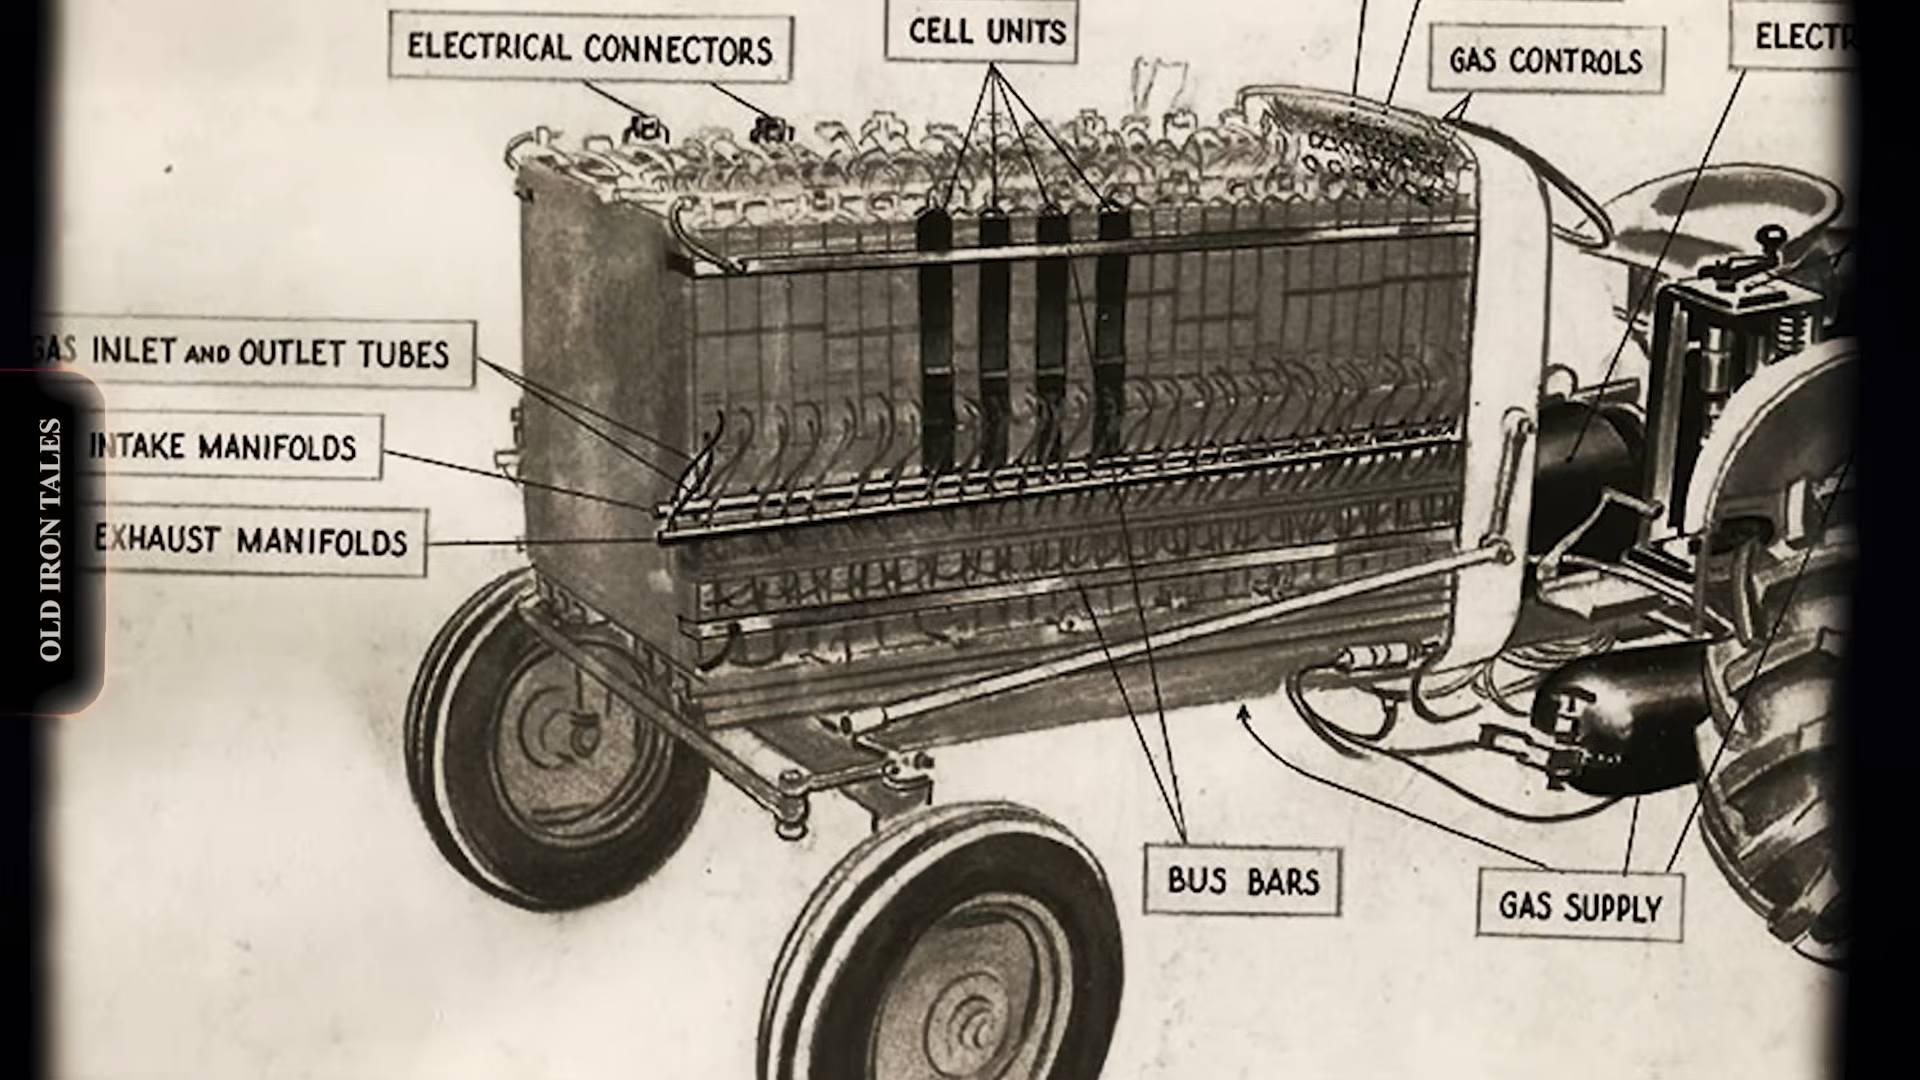 ELECTRICAL CONNECTORS
CELL UNITS
GAS CONTROLS
ELECTR
GAS INLET AND OUTLET TUBES
INTAKE MANIFOLDS
EXHAUST MANIFOLDS
OLD IRON TALES
BUS BARS
GAS SUPPLY